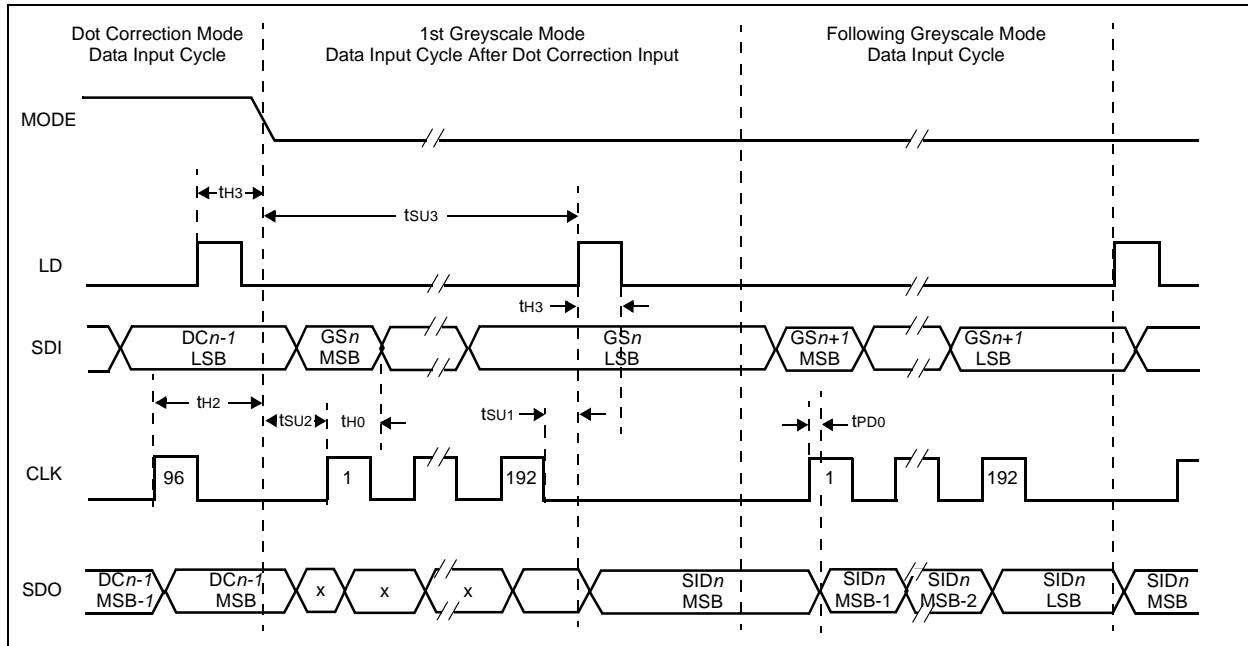 Dot Correction Mode
Data Input Cycle
1st Greyscale Mode
Data Input Cycle After Dot Correction Input
Following Greyscale Mode
Data Input Cycle
MODE
tH3
tSU3
LD
tH3
SDI
DCn-1
LSB
GSn
MSB
GSn
LSB
GSn+1
MSB
GSn+1
LSB
tH2
tSU2
tH0
tSU1
tPD0
CLK
96
1
192
1
192
SDO
DCn-1
MSB-1
DCn-1
MSB
x
x
x
SIDn
MSB
SIDn
MSB-1
SIDn
MSB-2
SIDn
LSB
SIDn
MSB